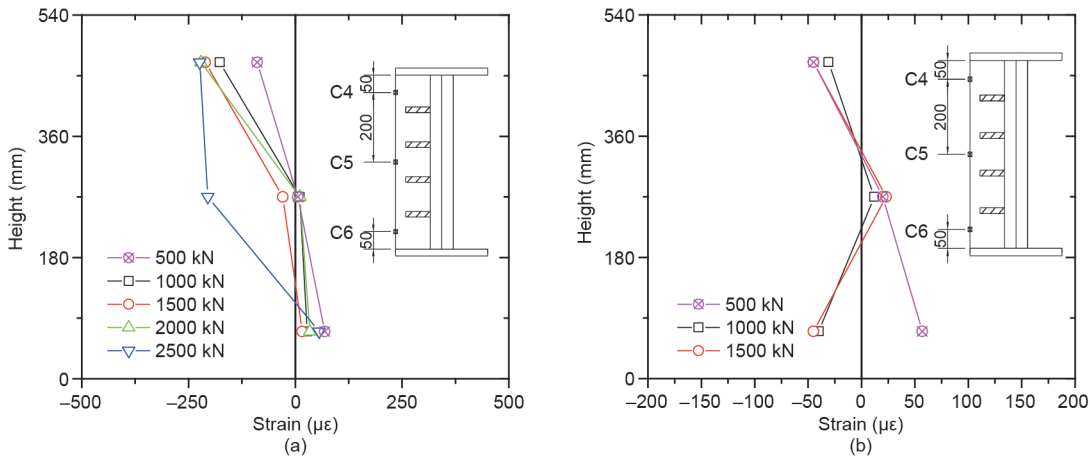 540
360
180
0
Height (mm)
–500
–250
0
250
500
Strain (με)
(a)
500 kN
1000 kN
1500 kN
2000 kN
2500 kN
C4
C5
C6
50
200
50
540
360
180
0
Height (mm)
–200
–150
–100
–50
0
50
100
150
200
Strain (με)
(b)
500 kN
1000 kN
1500 kN
C4
C5
C6
50
200
50